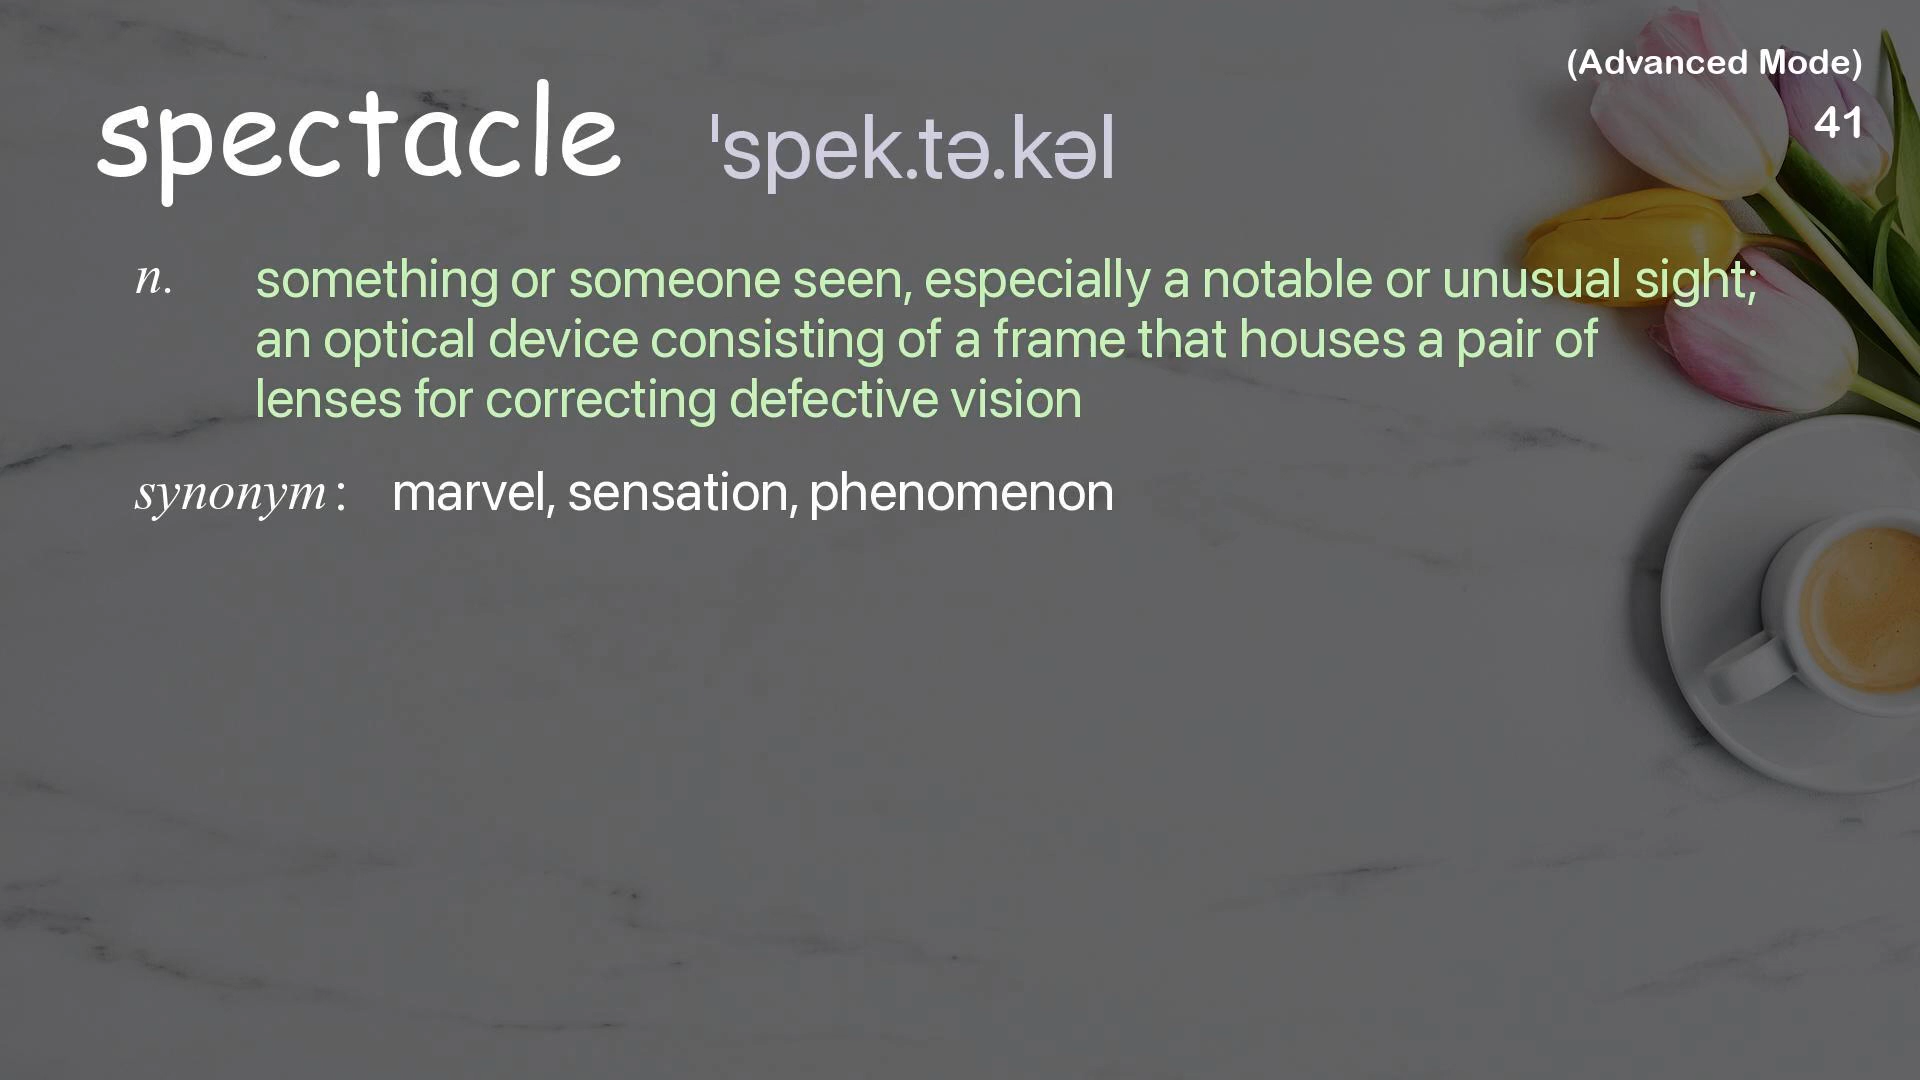 (Advanced Mode)
41
spectacle ˈspek.tə.kəl
n. something or someone seen, especially a notable or unusual sight;
an optical device consisting of a frame that houses a pair of
lenses for correcting defective vision
synonym: marvel, sensation, phenomenon